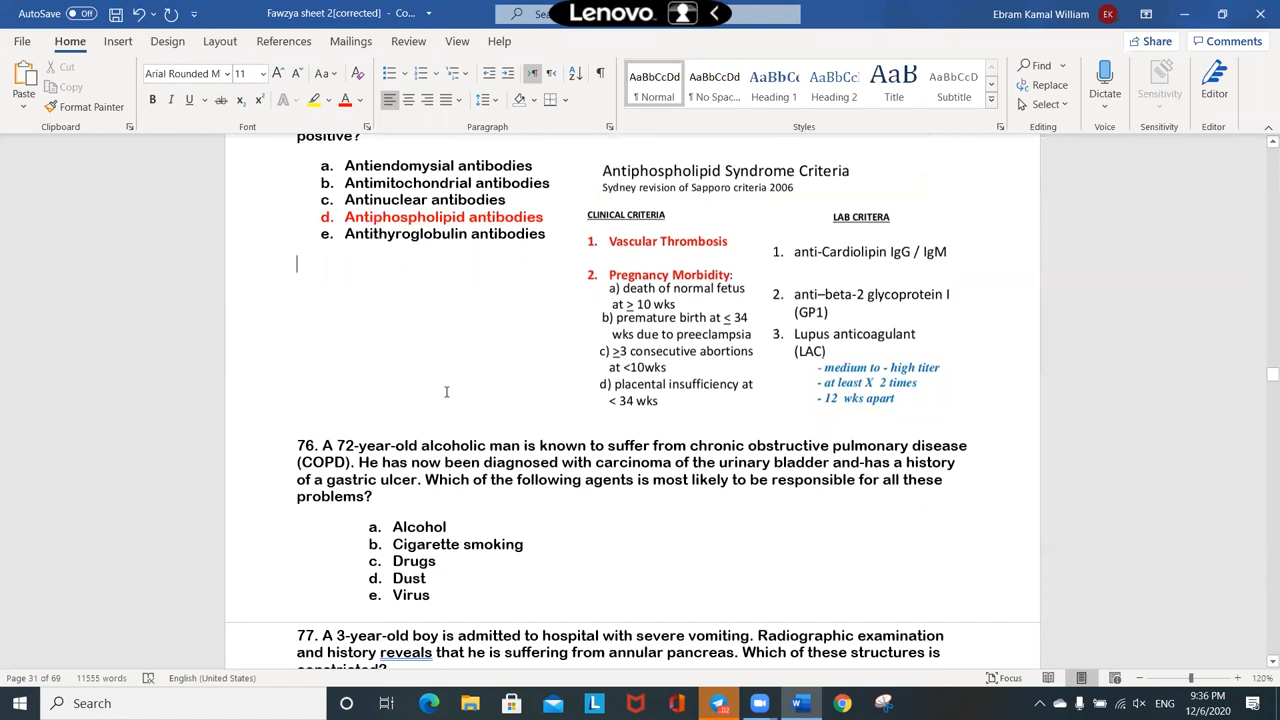 Fawzya sheet 2[corrected]
Sea
Lenovo
Ebram Kamal William
EK
File Home Insert Design Layout References Mailings Review View Help
Share Comments
Paste
Cut
Copy
Format Painter
Clipboard
Arial Rounded M 11
Font
Paragraph
AaBbCcDd AaBbCcDd AaBbCc AaBbCc AaB AaBbCcD
¶ Normal ¶ No Spac... Heading 1 Heading 2 Title Subtitle
Styles
Find
Replace
Select
Editing
Dictate
Voice
Sensitivity
Sensitivity
Editor
Editor
positive?
a. Antiendomysial antibodies
b. Antimitochondrial antibodies
c. Antinuclear antibodies
d. Antiphospholipid antibodies
e. Antithyroglobulin antibodies
Antiphospholipid Syndrome Criteria
Sydney revision of Sapporo criteria 2006
CLINICAL CRITERIA
1. Vascular Thrombosis
2. Pregnancy Morbidity:
a) death of normal fetus
at > 10 wks
b) premature birth at < 34
wks due to preeclampsia
c) >3 consecutive abortions
at <10wks
d) placental insufficiency at
< 34 wks
LAB CRITERA
1. anti-Cardiolipin IgG / IgM
2. anti–beta-2 glycoprotein I
(GP1)
3. Lupus anticoagulant
(LAC)
- medium to - high titer
- at least X 2 times
- 12 wks apart
76. A 72-year-old alcoholic man is known to suffer from chronic obstructive pulmonary disease
(COPD). He has now been diagnosed with carcinoma of the urinary bladder and-has a history
of a gastric ulcer. Which of the following agents is most likely to be responsible for all these
problems?
a. Alcohol
b. Cigarette smoking
c. Drugs
d. Dust
e. Virus
77. A 3-year-old boy is admitted to hospital with severe vomiting. Radiographic examination
and history reveals that he is suffering from annular pancreas. Which of these structures is
constricted?
Page 31 of 69 11555 words English (United States)
Focus
120%
Search
ENG
9:36 PM
12/6/2020